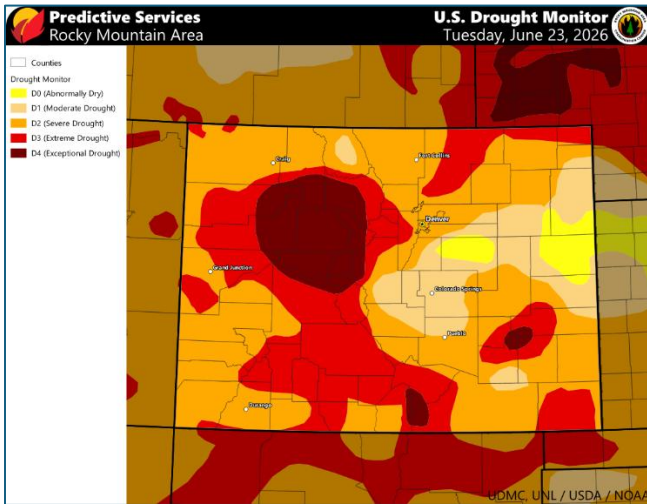 Predictive Services
Rocky Mountain Area
U.S. Drought Monitor
Tuesday, June 23, 2026
Counties
Drought Monitor
D0 (Abnormally Dry)
D1 (Moderate Drought)
D2 (Severe Drought)
D3 (Extreme Drought)
D4 (Exceptional Drought)
Craig
Fort Collins
Denver
Grand Junction
Colorado Springs
Pueblo
Durango
UDMC, UNL / USDA / NOAA